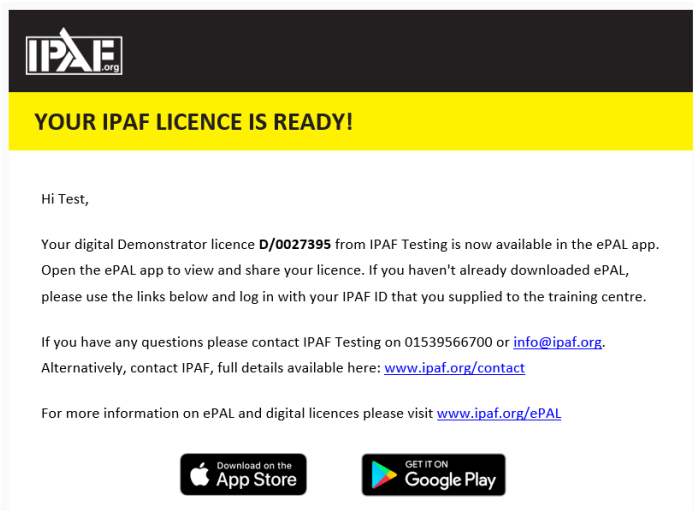 IPAF
.org
YOUR IPAF LICENCE IS READY!
Hi Test,
Your digital Demonstrator licence D/0027395 from IPAF Testing is now available in the ePAL app.
Open the ePAL app to view and share your licence. If you haven't already downloaded ePAL,
please use the links below and log in with your IPAF ID that you supplied to the training centre.
If you have any questions please contact IPAF Testing on 01539566700 or info@ipaf.org.
Alternatively, contact IPAF, full details available here: www.ipaf.org/contact
For more information on ePAL and digital licences please visit www.ipaf.org/ePAL
Download on the
App Store
GET IT ON
Google Play